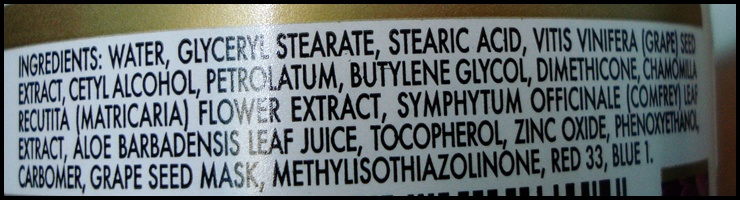 INGREDIENTS: WATER, GLYCERYL STEARATE, STEARIC ACID, VITIS VINIFERA (GRAPE) SEED
EXTRACT, CETYL ALCOHOL, PETROLATUM, BUTYLENE GLYCOL, DIMETHICONE, CHAMOMILLA
RECUTITA (MATRICARIA) FLOWER EXTRACT, SYMPHYTUM OFFICINALE (COMFREY) LEAF
EXTRACT, ALOE BARBADENSIS LEAF JUICE, TOCOPHEROL, ZINC OXIDE, PHENOXYETHANOL,
CARBOMER, GRAPE SEED MASK, METHYLISOTHIAZOLINONE, RED 33, BLUE 1.